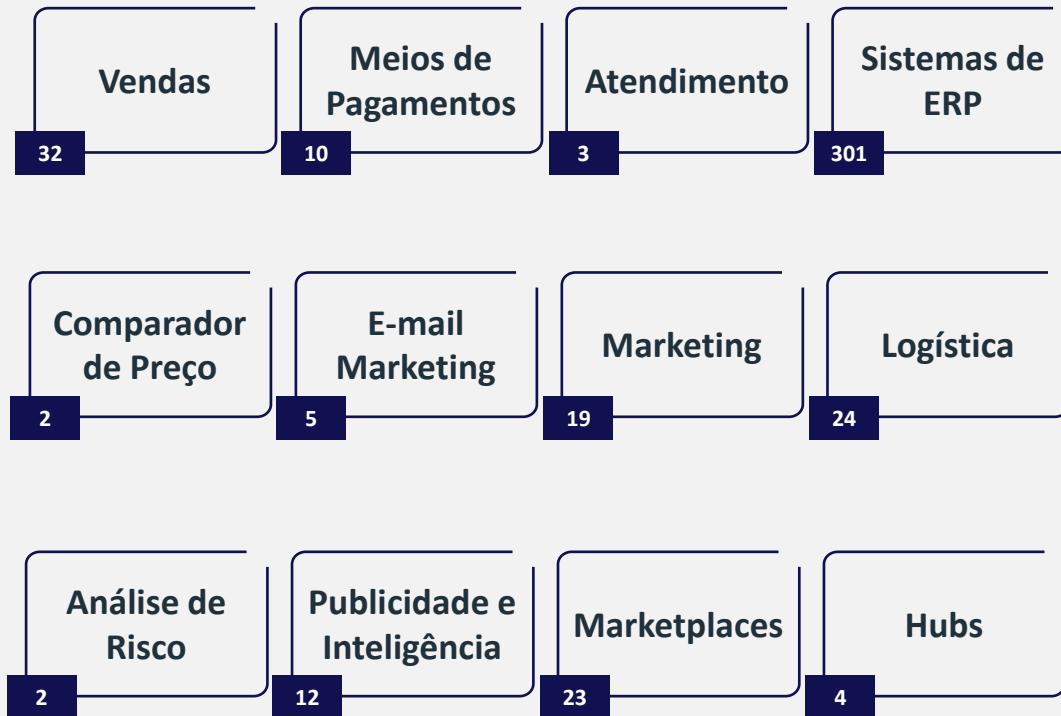 Vendas
32
Meios de
Pagamentos
10
Atendimento
3
Sistemas de
ERP
301
Comparador
de Preço
2
E-mail
Marketing
5
Marketing
19
Logística
24
Análise de
Risco
2
Publicidade e
Inteligência
12
Marketplaces
23
Hubs
4